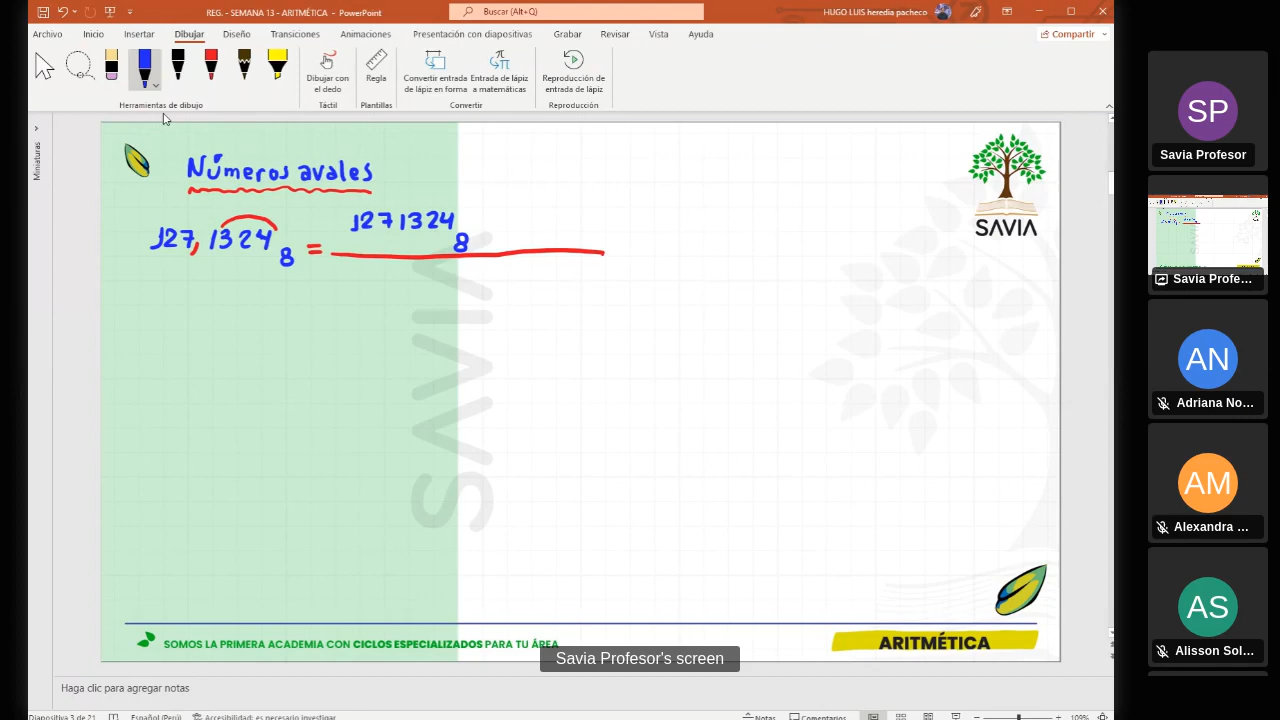 REG. - SEMANA 13 - ARITMÉTICA - PowerPoint
Buscar (Alt+Q)
HUGO LUIS heredia pacheco
Archivo Inicio Insertar Dibujar Diseño Transiciones Animaciones Presentación con diapositivas Grabar Revisar Vista Ayuda
Compartir
Dibujar con el dedo
Regla
Convertir entrada de lápiz en forma
Entrada de lápiz a matemáticas
Reproducción de entrada de lápiz
Herramientas de dibujo
Táctil
Plantillas
Convertir
Reproducción
Miniaturas
Números avales
127,1324 8 = 1271324 8
SAVIA
SAVIA
SOMOS LA PRIMERA ACADEMIA CON CICLOS ESPECIALIZADOS PARA TU ÁREA
ARITMÉTICA
Savia Profesor's screen
Haga clic para agregar notas
Diapositiva 3 de 21
Español (Perú)
Accesibilidad: es necesario investigar
Notas
Comentarios
109%
SP
Savia Profesor
Savia Profe...
AN
Adriana No...
AM
Alexandra ...
AS
Alisson Sol...